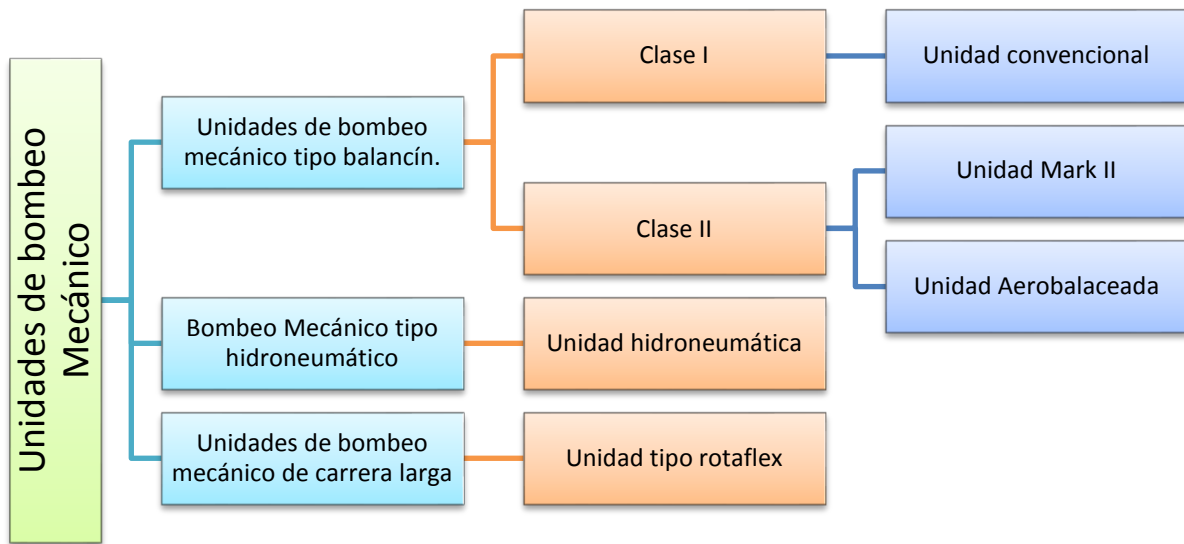 Unidades de bombeo
Mecánico
Unidades de bombeo
mecánico tipo balancín.
Clase I
Unidad convencional
Clase II
Unidad Mark II
Unidad Aerobalaceada
Bombeo Mecánico tipo
hidroneumático
Unidad hidroneumática
Unidades de bombeo
mecánico de carrera larga
Unidad tipo rotaflex